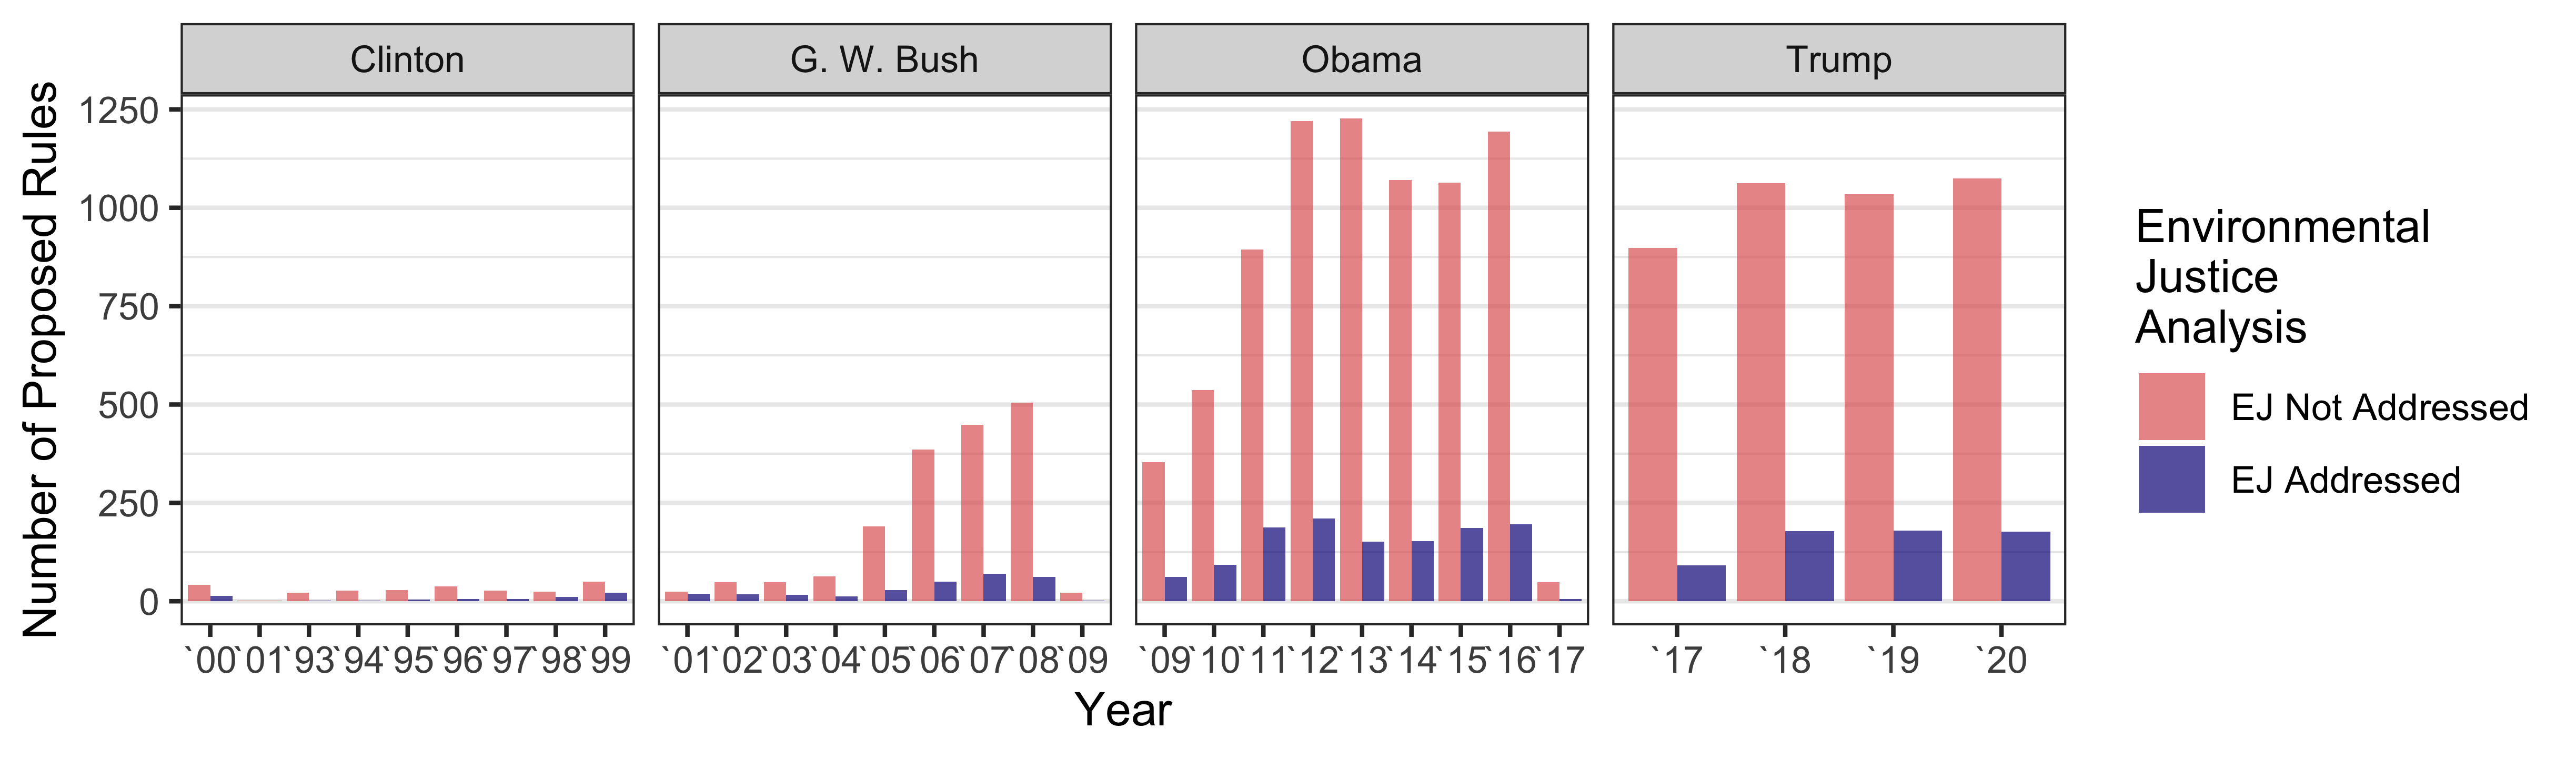 Clinton
G. W. Bush
Obama
Trump
Number of Proposed Rules
1250
1000
750
500
250
0
`00 `01 `93 `94 `95 `96 `97 `98 `99
`01 `02 `03 `04 `05 `06 `07 `08 `09
`09 `10 `11 `12 `13 `14 `15 `16 `17
`17 `18 `19 `20
Year
Environmental
Justice
Analysis
EJ Not Addressed
EJ Addressed